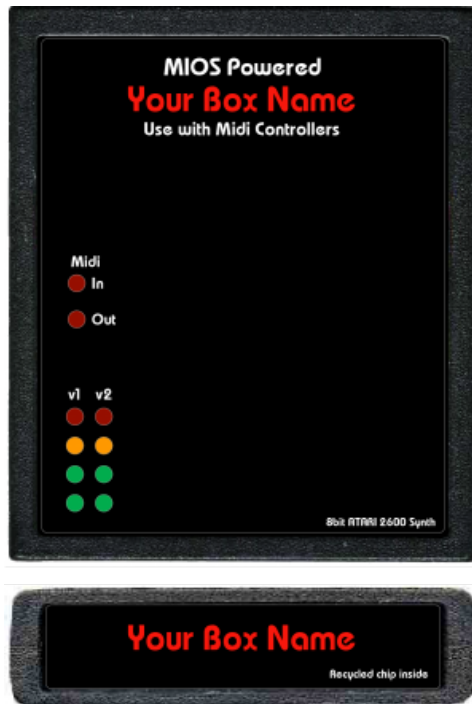 MIOS Powered
Your Box Name
Use with Midi Controllers
Midi
In
Out
v1 v2
8bit ATARI 2600 Synth
Your Box Name
Recycled chip inside